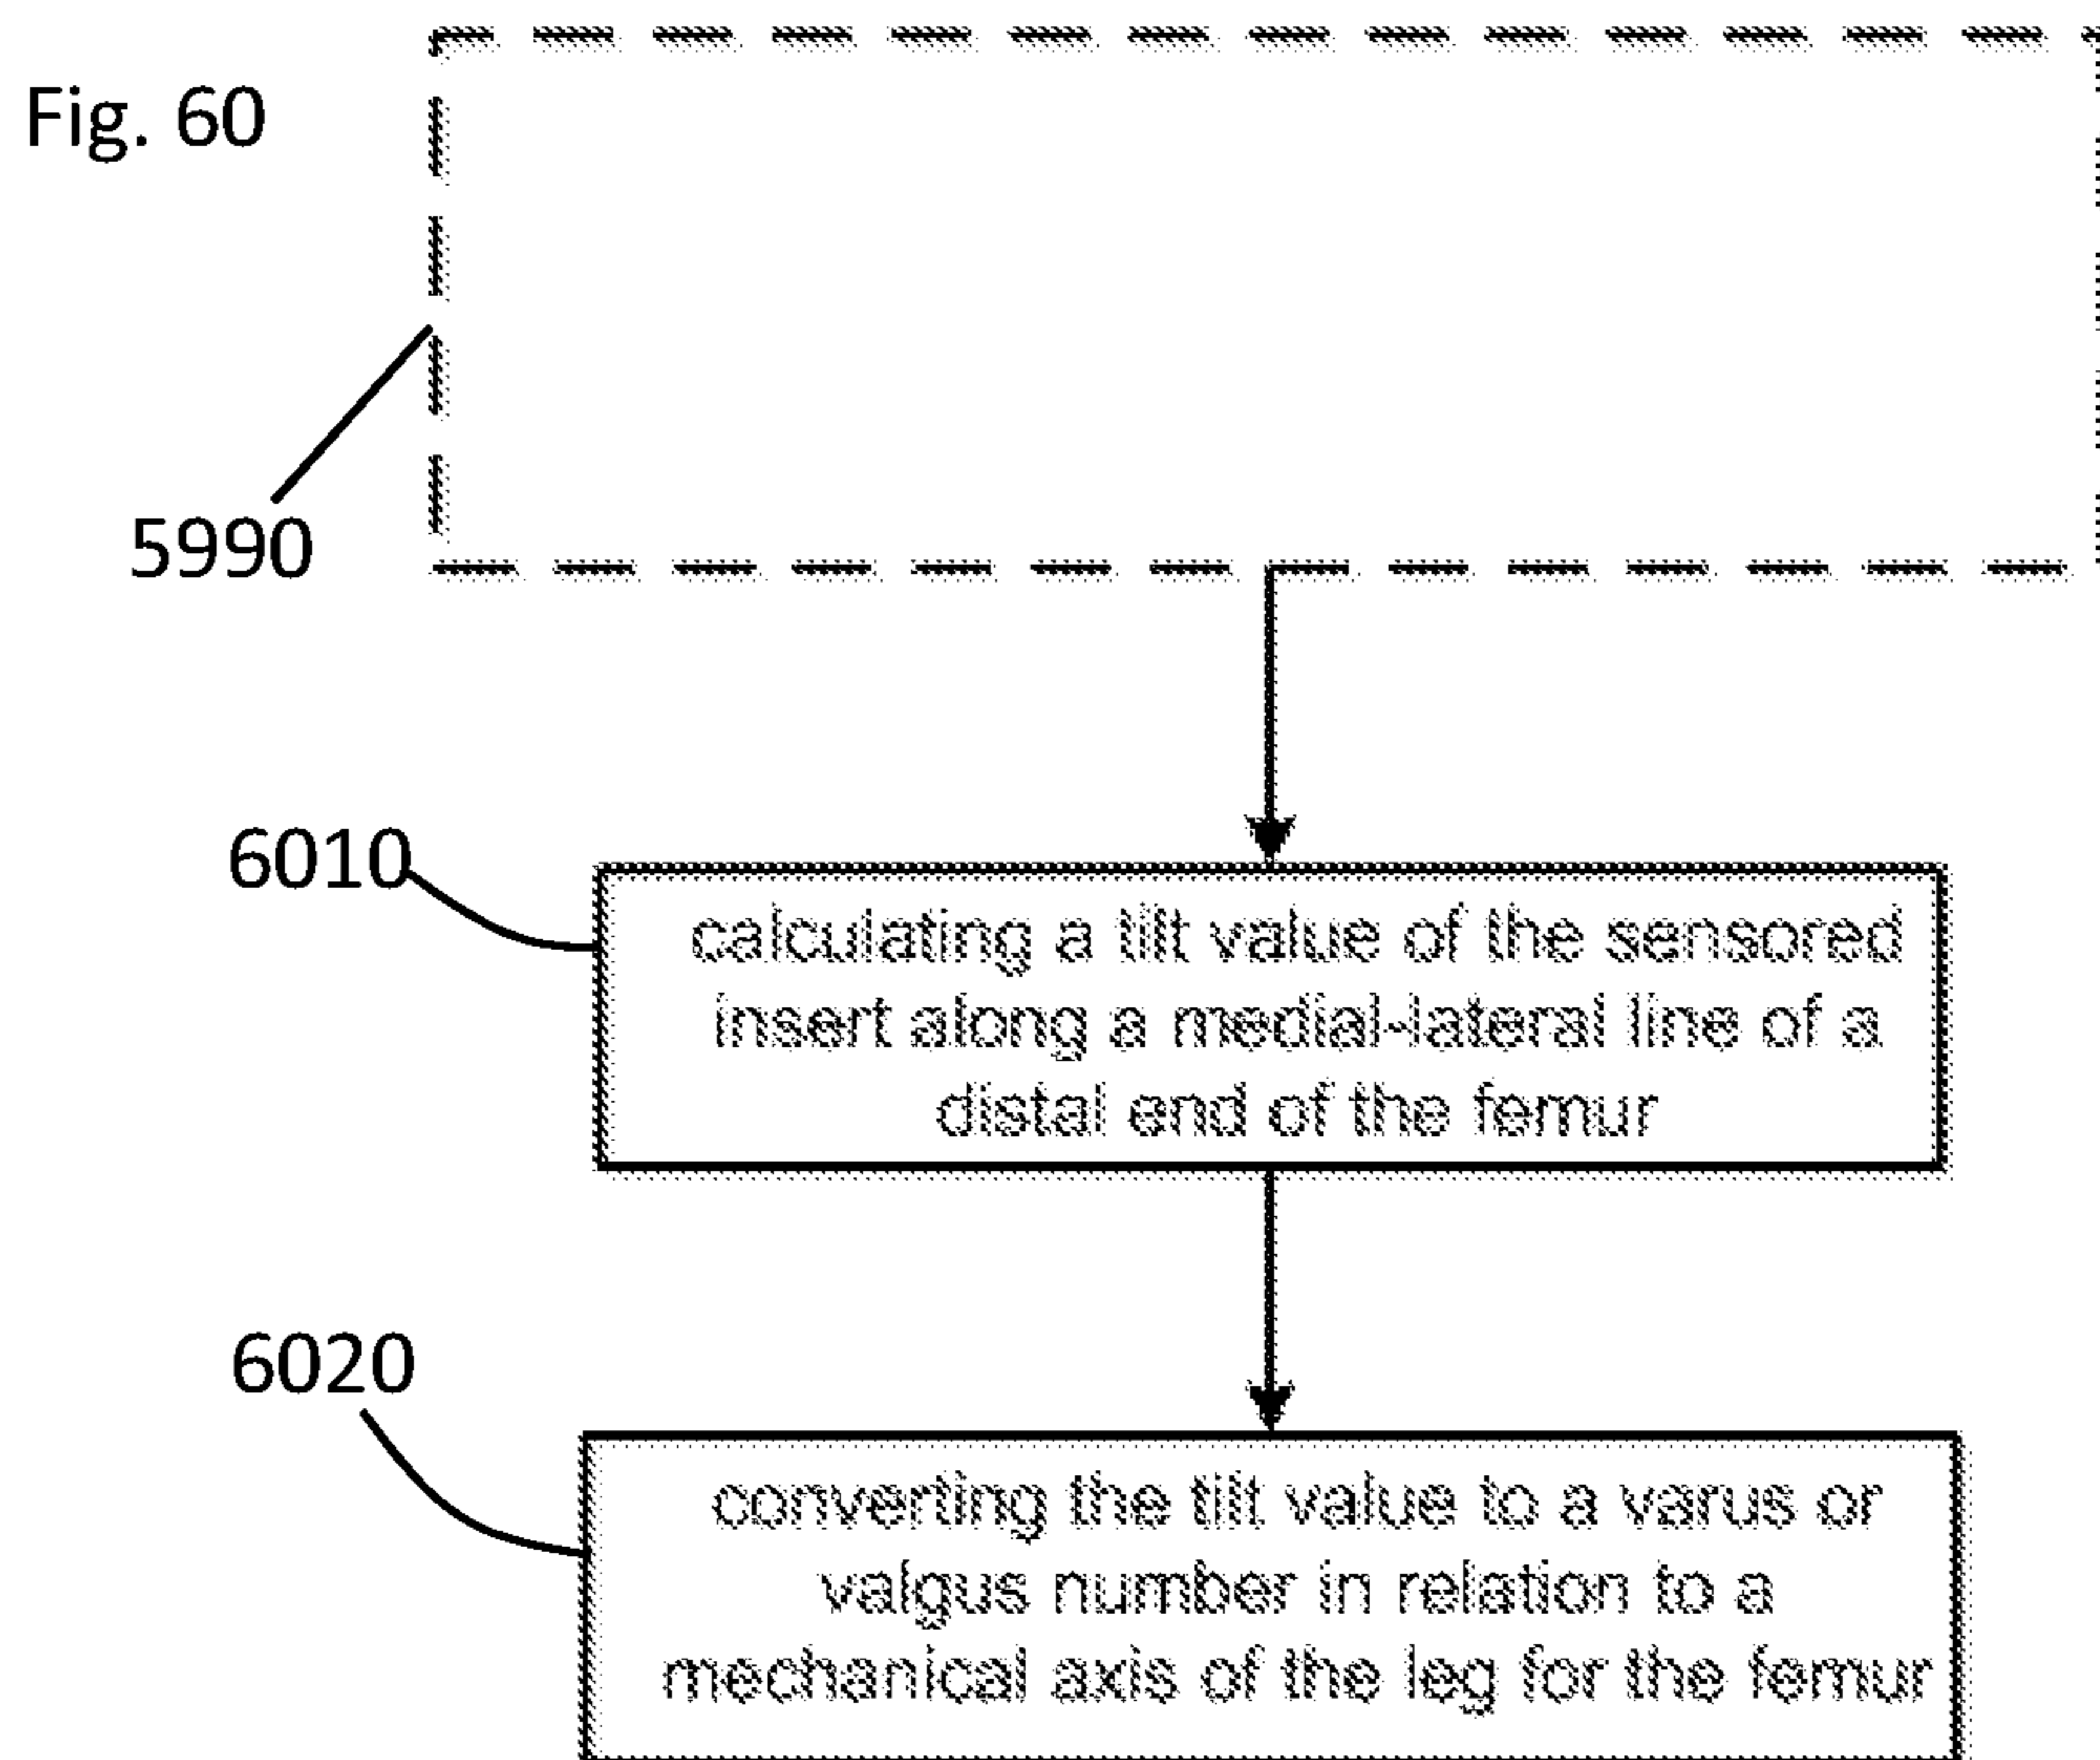 Fig. 60
5990
6010
calculating a tilt value of the sensored
insert along a medial-lateral line of a
distal end of the femur
6020
converting the tilt value to a varus or
valgus number in relation to a
mechanical axis of the leg for the femur